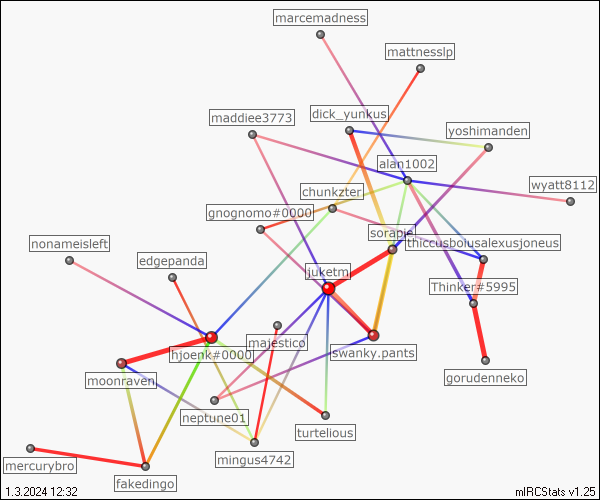 marcemadness
mattnesslp
dick_yunkus
maddiee3773
yoshimanden
alan1002
wyatt8112
chunkzter
gnognomo#0000
sorapie
thiccusbolusalexusjoneus
nonameisleft
edgepanda
juketm
Thinker#5995
majestico
swanky.pants
hjoenk#0000
moonraven
gorudenneko
neptune01
turtelious
mingus4742
mercurybro
fakedingo
1.3.2024 12:32
mIRCStats v1.25